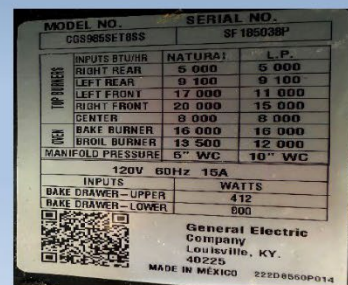 MODEL NO. SERIAL NO.
CGS985SET8SS SF185038P
TOP BURNERS
INPUTS BTU/HR NATURAL L.P.
RIGHT REAR 5 000 5 000
LEFT REAR 9 100 9 100
LEFT FRONT 17 000 11 000
RIGHT FRONT 20 000 15 000
CENTER 8 000 8 000
OVEN
BAKE BURNER 16 000 16 000
BROIL BURNER 13 500 12 000
MANIFOLD PRESSURE 5" WC 10" WC
120V 60Hz 15A
INPUTS WATTS
BAKE DRAWER-UPPER 412
BAKE DRAWER-LOWER 800
General Electric
Company
Louisville, KY.
40225
MADE IN MÉXICO 222D8550P014